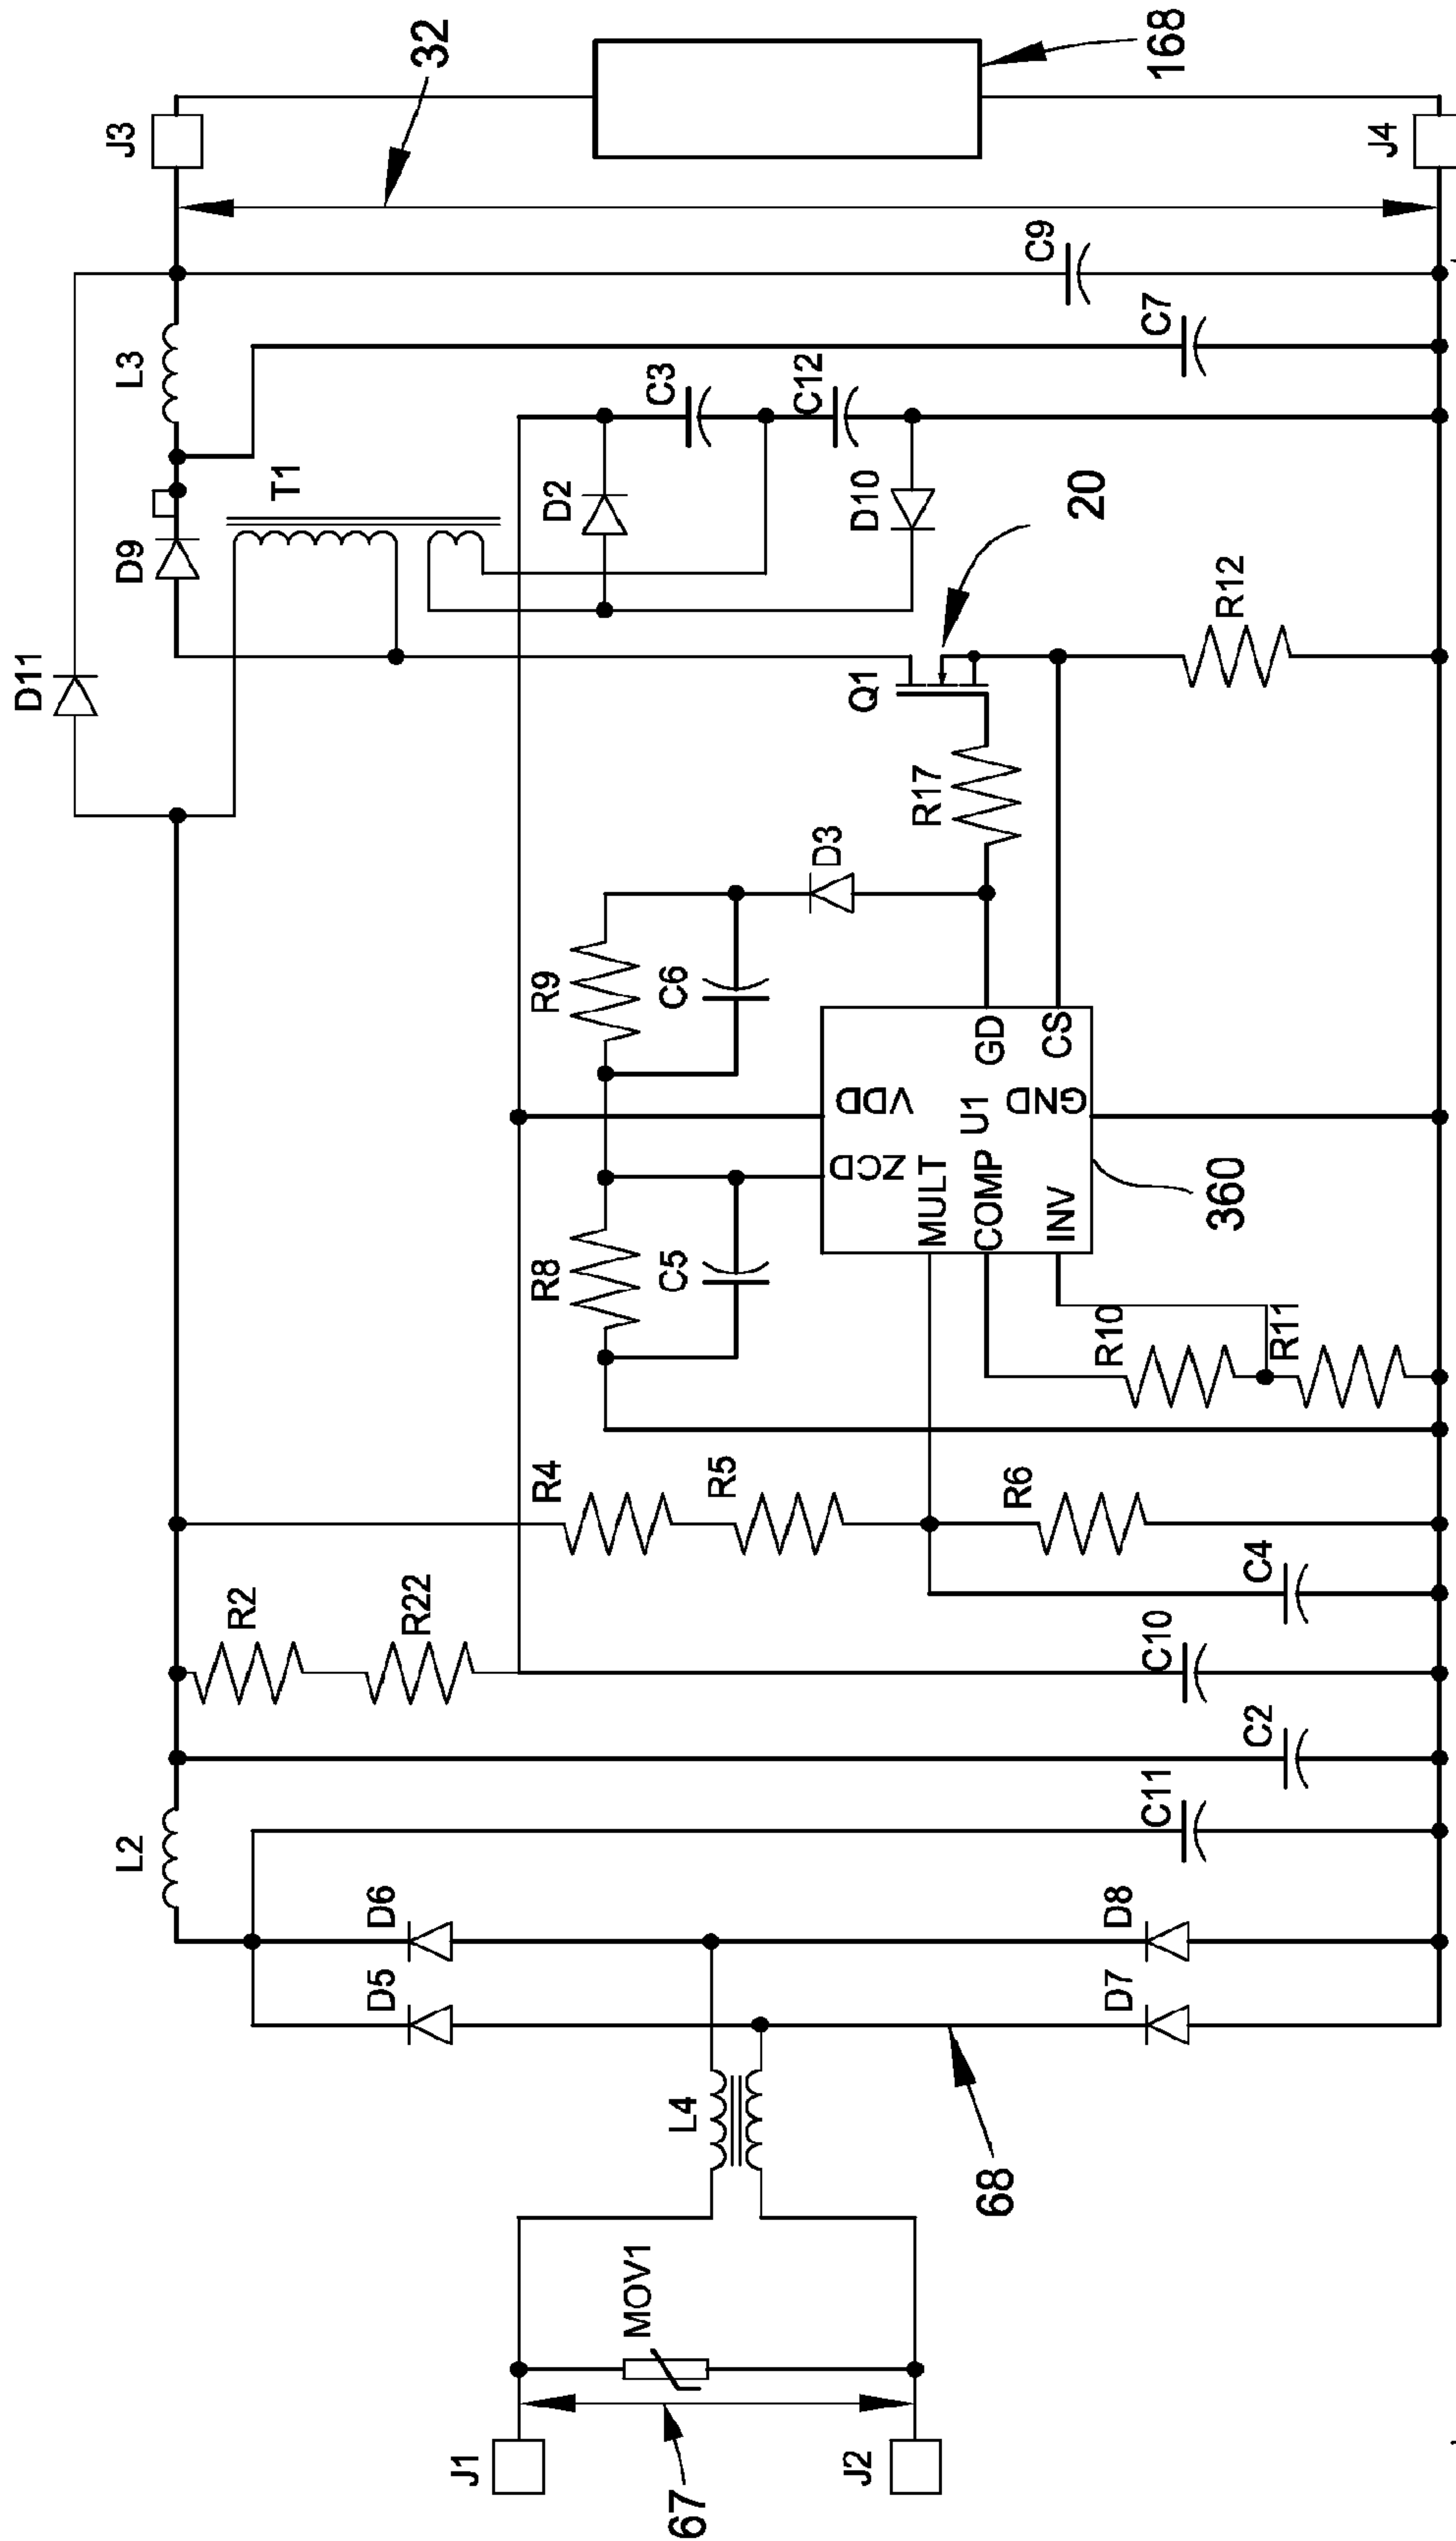 J1
J2
67
MOV1
L4
68
D5
D6
D7
D8
L2
C11
C2
R2
R22
C10
C4
R4
R5
R6
R8
C5
R9
C6
R10
R11
MULT
COMP
INV
ZCD
VDD
U1
GND
GD
CS
360
D3
R17
Q1
20
R12
D11
D9
T1
D2
D10
C3
C12
L3
C7
C9
J3
J4
32
168